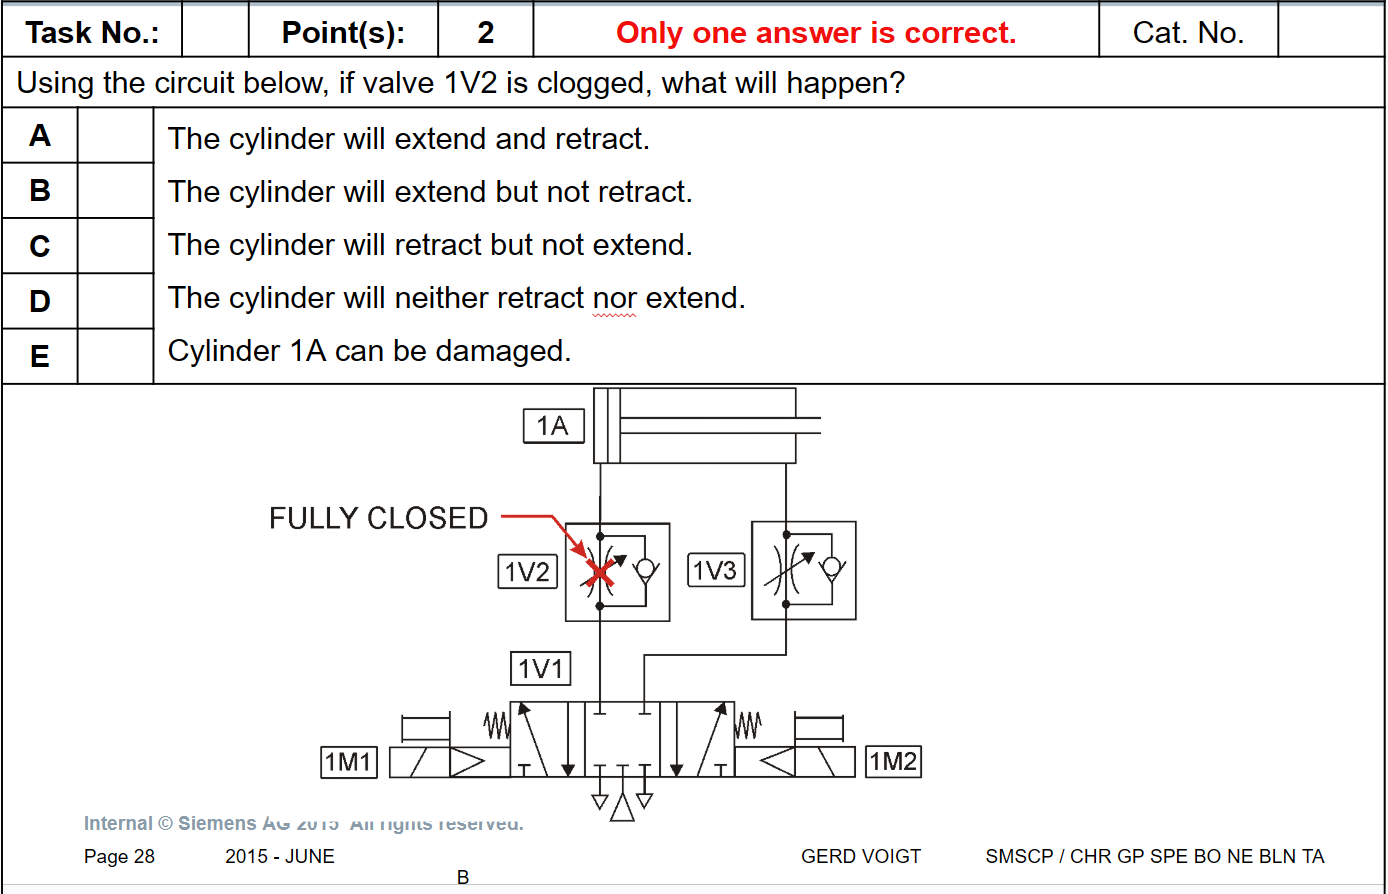 Task No.: Point(s): 2 Only one answer is correct. Cat. No.
Using the circuit below, if valve 1V2 is clogged, what will happen?
A The cylinder will extend and retract.
B The cylinder will extend but not retract.
C The cylinder will retract but not extend.
D The cylinder will neither retract nor extend.
E Cylinder 1A can be damaged.
1A
FULLY CLOSED
1V2 1V3
1V1
1M1 1M2
Internal © Siemens AG 2015 All rights reserved.
Page 28 2015 - JUNE GERD VOIGT SMSCP / CHR GP SPE BO NE BLN TA
B